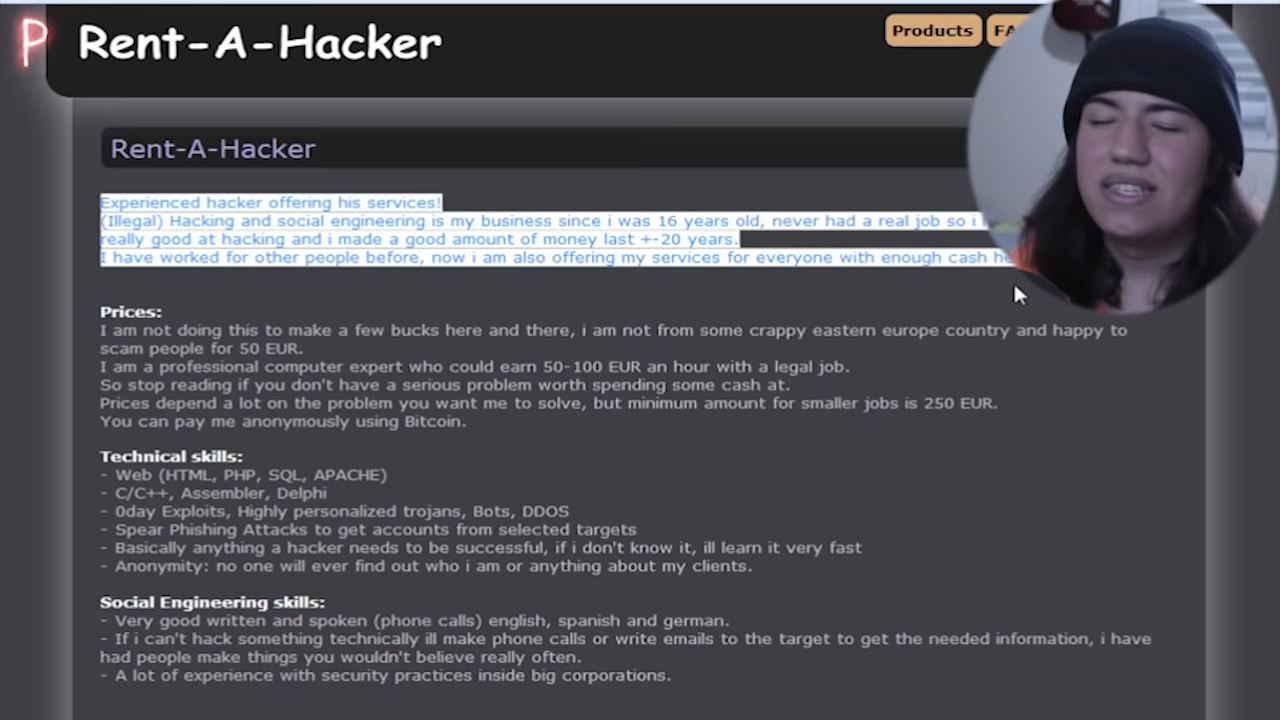 P
Rent-A-Hacker
Products
FA
Rent-A-Hacker
Experienced hacker offering his services!
(Illegal) Hacking and social engineering is my business since i was 16 years old, never had a real job so i
really good at hacking and i made a good amount of money last +-20 years.
I have worked for other people before, now i am also offering my services for everyone with enough cash
Prices:
I am not doing this to make a few bucks here and there, i am not from some crappy eastern europe country and happy to
scam people for 50 EUR.
I am a professional computer expert who could earn 50-100 EUR an hour with a legal job.
So stop reading if you don't have a serious problem worth spending some cash at.
Prices depend a lot on the problem you want me to solve, but minimum amount for smaller jobs is 250 EUR.
You can pay me anonymously using Bitcoin.
Technical skills:
- Web (HTML, PHP, SQL, APACHE)
- C/C++, Assembler, Delphi
- 0day Exploits, Highly personalized trojans, Bots, DDOS
- Spear Phishing Attacks to get accounts from selected targets
- Basically anything a hacker needs to be successful, if i don't know it, ill learn it very fast
- Anonymity: no one will ever find out who i am or anything about my clients.
Social Engineering skills:
- Very good written and spoken (phone calls) english, spanish and german.
- If i can't hack something technically ill make phone calls or write emails to the target to get the needed information, i have
had people make things you wouldn't believe really often.
- A lot of experience with security practices inside big corporations.